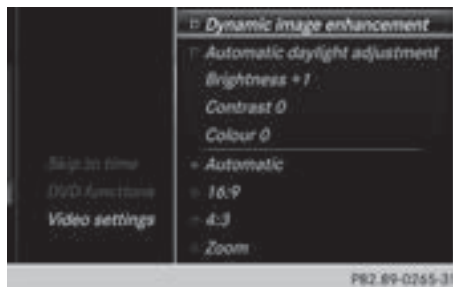 Dynamic image enhancement
Automatic daylight adjustment
Brightness +1
Contrast 0
Colour 0
Skip to time
Automatic
DVD functions
16:9
Video settings
4:3
Zoom
P82.89-0265-31